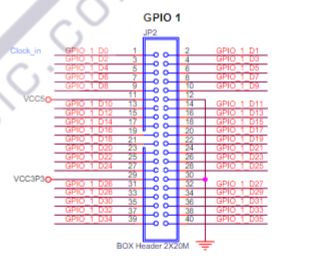 GPIO 1
JP2
Clock_in GPIO_1_D0 1 2 GPIO_1_D1
GPIO_1_D2 3 4 GPIO_1_D3
GPIO_1_D4 5 6 GPIO_1_D5
GPIO_1_D6 7 8 GPIO_1_D7
GPIO_1_D8 9 10 GPIO_1_D9
VCC5 11 12
GPIO_1_D10 13 14 GPIO_1_D11
GPIO_1_D12 15 16 GPIO_1_D13
GPIO_1_D14 17 18 GPIO_1_D15
GPIO_1_D16 19 20 GPIO_1_D17
GPIO_1_D18 21 22 GPIO_1_D19
GPIO_1_D20 23 24 GPIO_1_D21
GPIO_1_D22 25 26 GPIO_1_D23
GPIO_1_D24 27 28 GPIO_1_D25
VCC3P3 29 30
GPIO_1_D26 31 32 GPIO_1_D27
GPIO_1_D28 33 34 GPIO_1_D29
GPIO_1_D30 35 36 GPIO_1_D31
GPIO_1_D32 37 38 GPIO_1_D33
GPIO_1_D34 39 40 GPIO_1_D35
BOX Header 2X20M